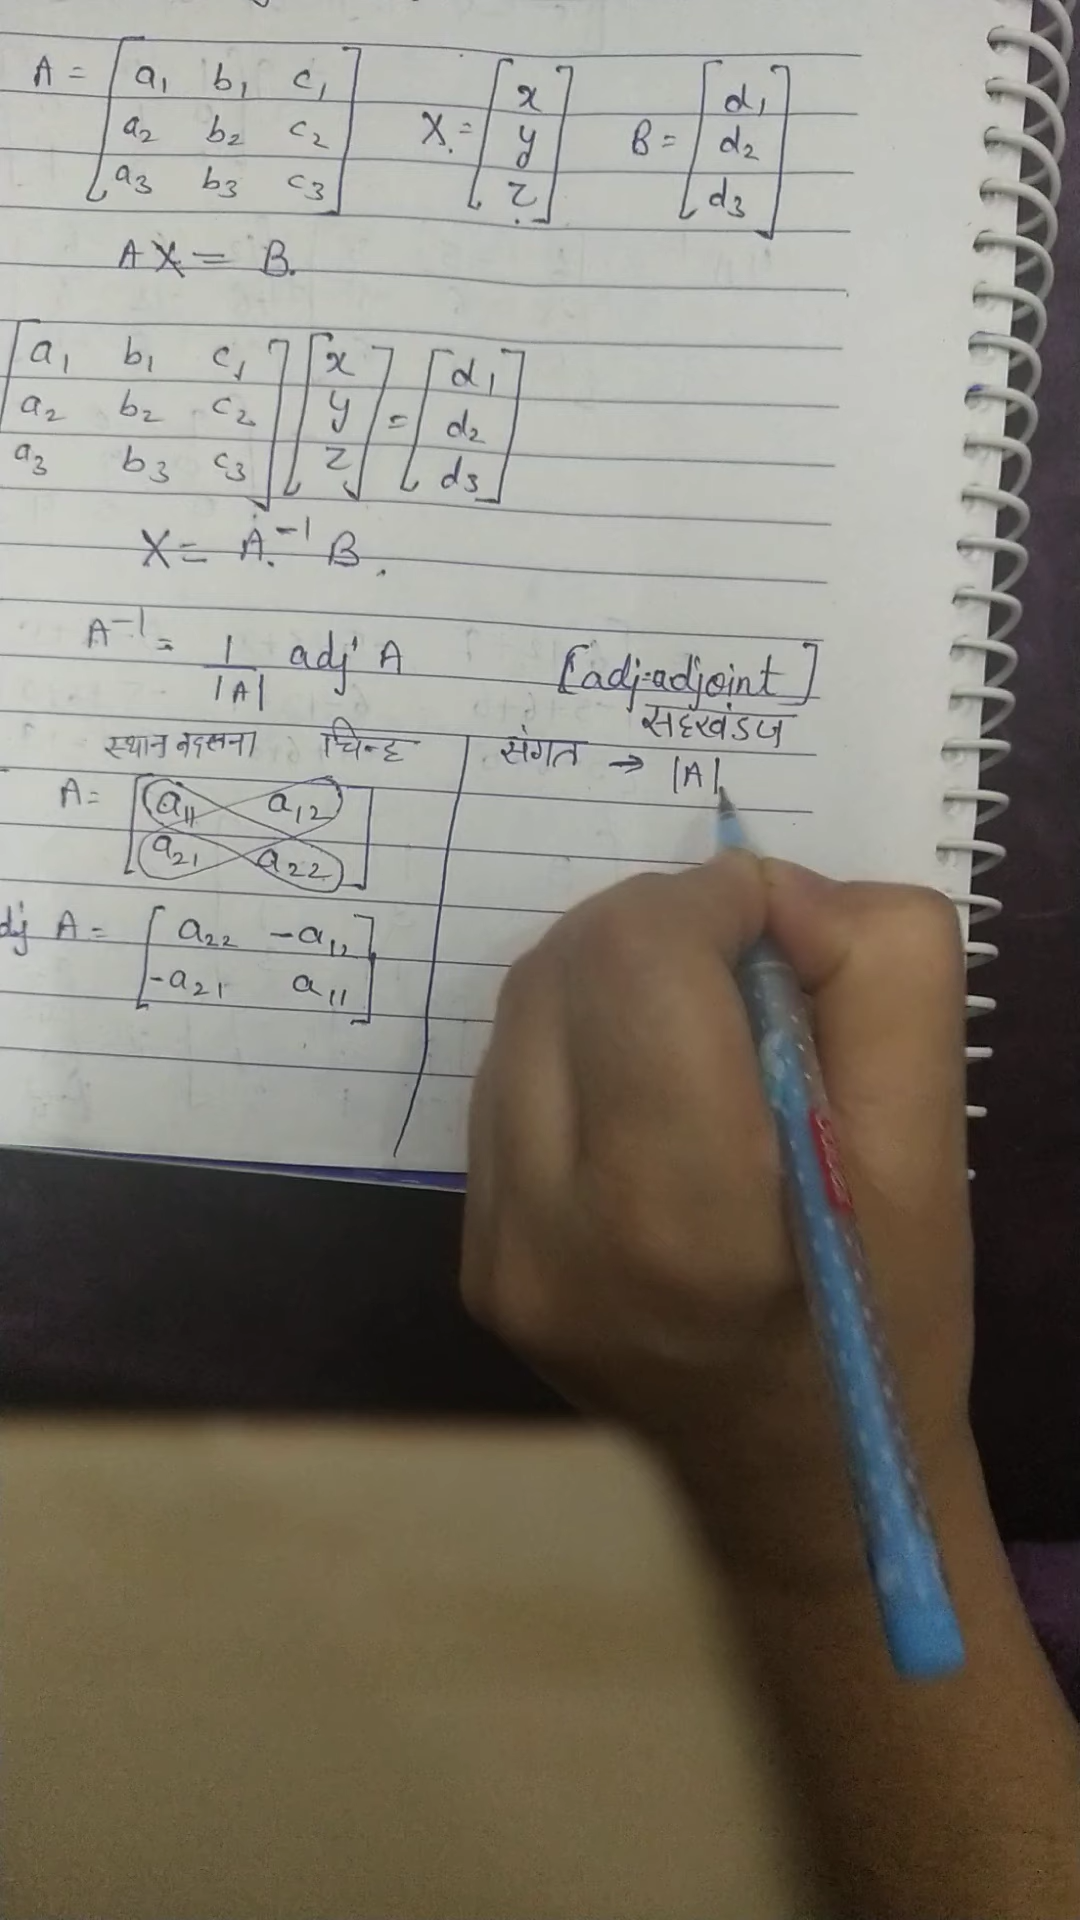 A = [ a₁ b₁ c₁ X = [ x B = [ d₁
a₂ b₂ c₂ y d₂
a₃ b₃ c₃ ] z ] d₃ ]
AX = B.
[ a₁ b₁ c₁ ] [ x ] = [ d₁ ]
a₂ b₂ c₂ y d₂
a₃ b₃ c₃ z d₃
X = A⁻¹ B.
A⁻¹ = 1/|A| adj A [adj=adjoint]
सहखंडज
स्थान बदलना चिन्ह संगत → |A|
A = [ a₁₁ a₁₂
a₂₁ a₂₂ ]
dj A = [ a₂₂ -a₁₂
-a₂₁ a₁₁ ]